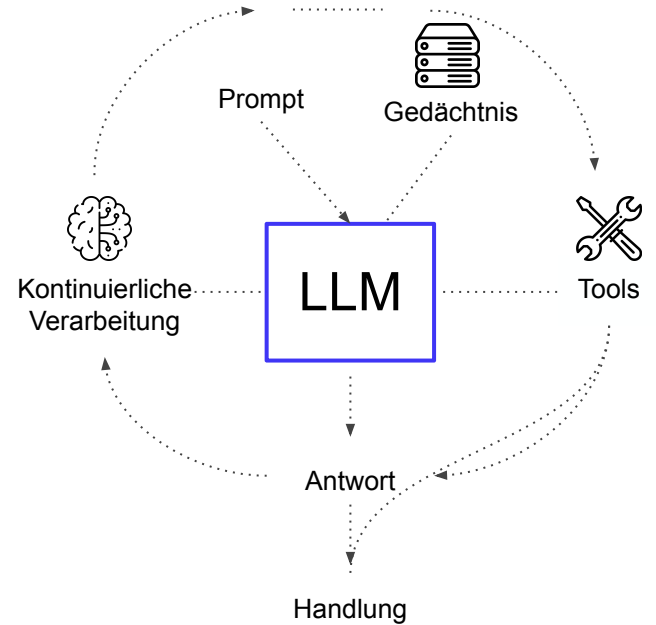 Prompt
Gedächtnis
Kontinuierliche
Verarbeitung
LLM
Tools
Antwort
Handlung